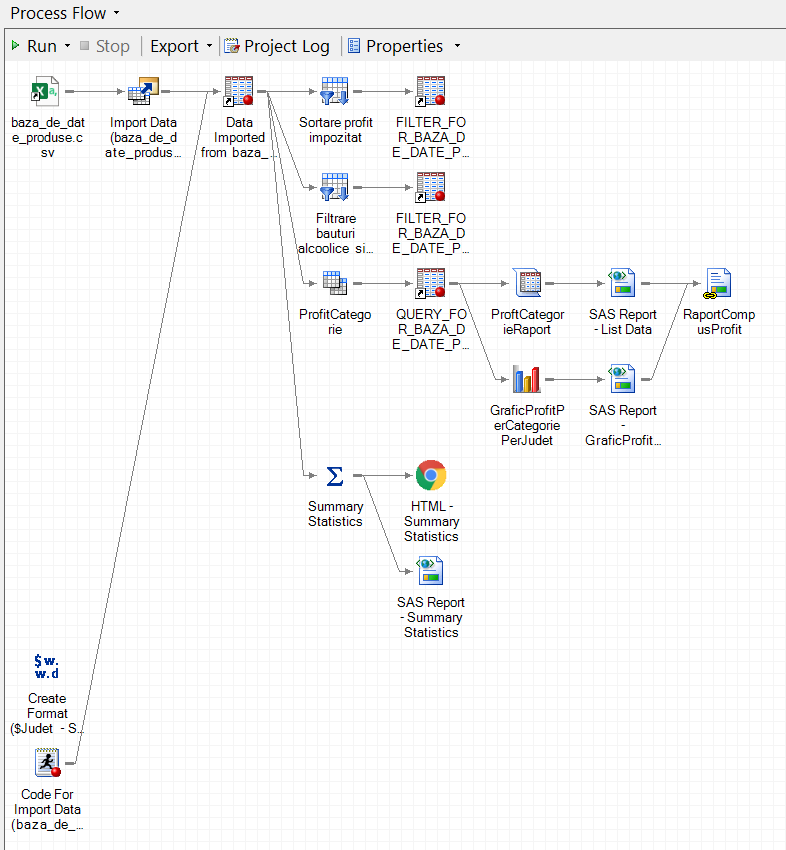 Process Flow
Run Stop Export Project Log Properties
baza_de_dat
e_produse.c
sv
Import Data
(baza_de_d
ate_produs...
Data
Imported
from baza_...
Sortare profit
impozitat
FILTER_FO
R_BAZA_D
E_DATE_P...
Filtrare
bauturi
alcoolice si...
FILTER_FO
R_BAZA_D
E_DATE_P...
ProfitCatego
rie
QUERY_FO
R_BAZA_D
E_DATE_P...
ProftCategor
ieRaport
SAS Report
- List Data
RaportComp
usProfit
GraficProfitP
erCategorie
PerJudet
SAS Report
-
GraficProfit...
Σ
Summary
Statistics
HTML -
Summary
Statistics
SAS Report
- Summary
Statistics
$w.
w.d
Create
Format
($Judet - S...
Code For
Import Data
(baza_de_...